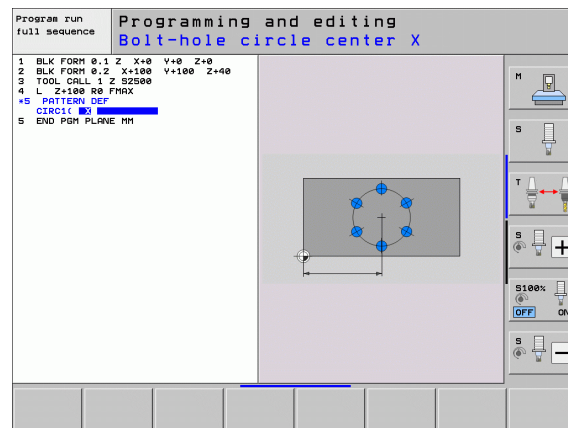 Program run
full sequence
Programming and editing
Bolt-hole circle center X
1 BLK FORM 0.1 Z X+0 Y+0 Z+0
2 BLK FORM 0.2 X+100 Y+100 Z+40
3 TOOL CALL 1 Z S2500
4 L Z+100 R0 FMAX
*5 PATTERN DEF
CIRC1( X
5 END PGM PLANE MM
M
S
T
S
+
S100%
OFF ON
S
-